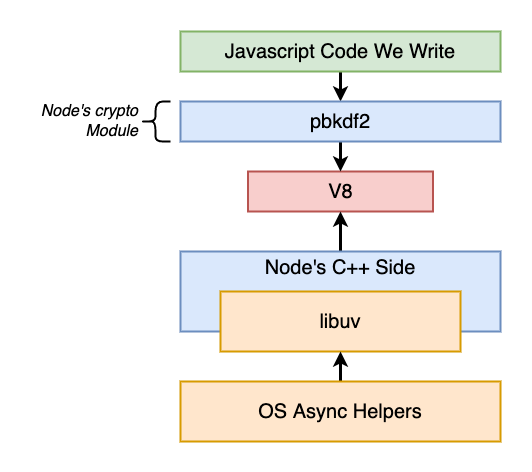 Javascript Code We Write
Node's crypto
Module
pbkdf2
V8
Node's C++ Side
libuv
OS Async Helpers